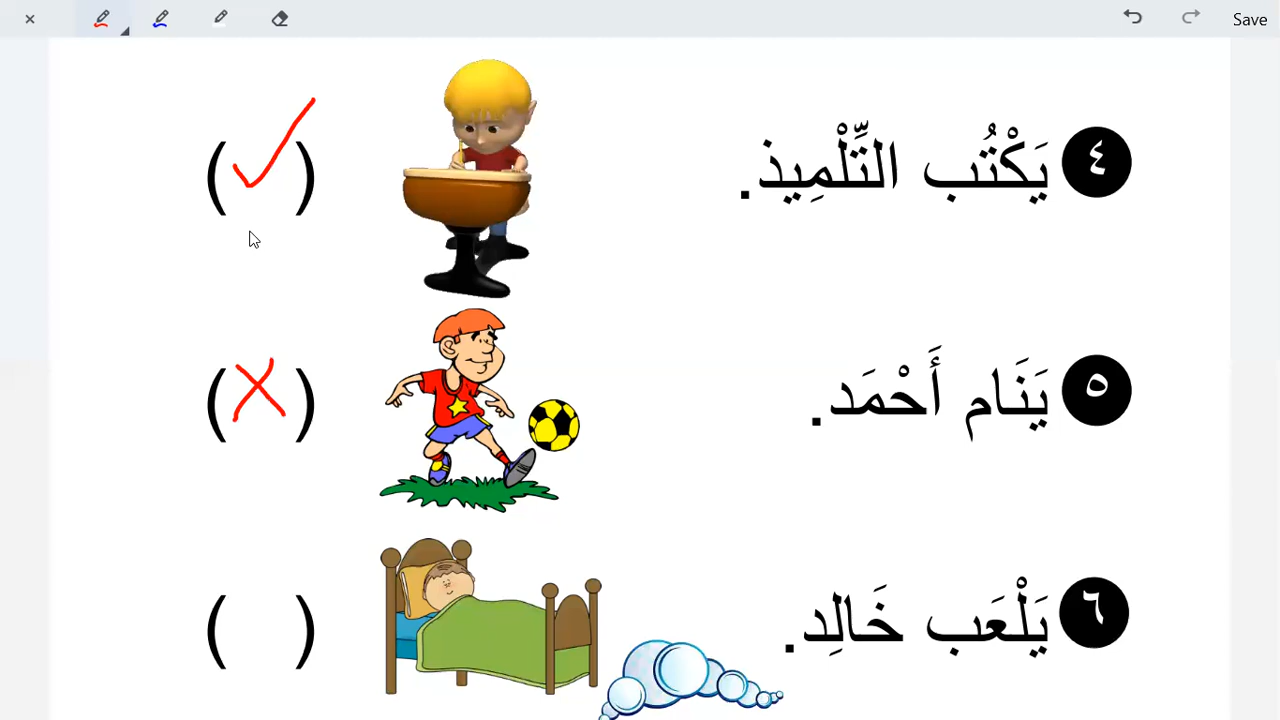 Save
٤ يَكْتُب التِّلْمِيذ. ( ✓ )
٥ يَنَام أَحْمَد. ( X )
٦ يَلْعَب خَالِد. ( )